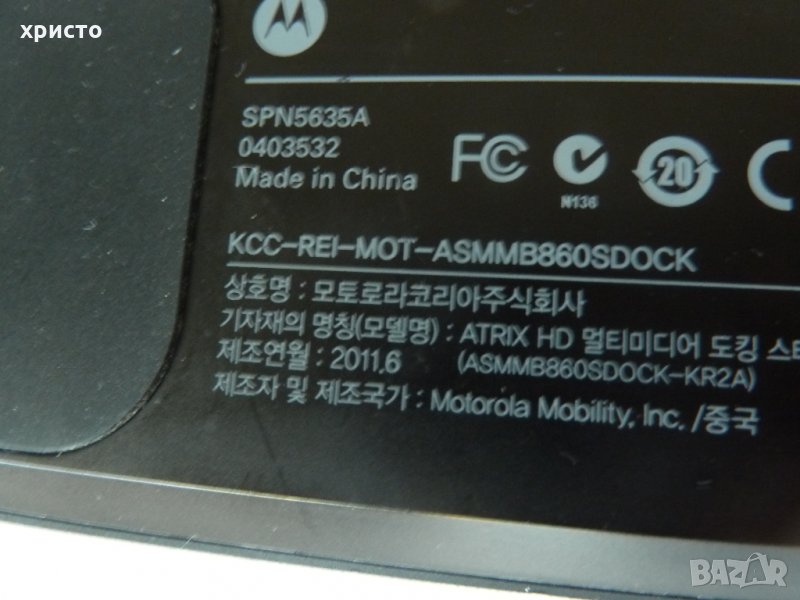 христо
SPN5635A
0403532
Made in China
FC
N136
20
KCC-REI-MOT-ASMMB860SDOCK
상호명 : 모토로라코리아주식회사
기자재의 명칭(모델명) : ATRIX HD 멀티미디어 도킹
제조연월 : 2011.6 (ASMMB860SDOCK-KR2A)
제조자 및 제조국가 : Motorola Mobility, Inc. /중국
BAZAR